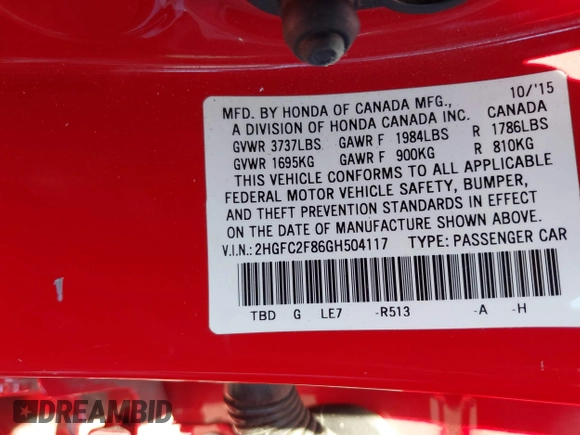 10/'15
MFD. BY HONDA OF CANADA MFG.,
A DIVISION OF HONDA CANADA INC. CANADA
GVWR 3737LBS GAWR F 1984LBS R 1786LBS
GVWR 1695KG GAWR F 900KG R 810KG
THIS VEHICLE CONFORMS TO ALL APPLICABLE
FEDERAL MOTOR VEHICLE SAFETY, BUMPER,
AND THEFT PREVENTION STANDARDS IN EFFECT
ON THE DATE OF MANUFACTURE SHOWN ABOVE.
V.I.N.: 2HGFC2F86GH504117 TYPE: PASSENGER CAR
TBD G LE7 -R513 -A -H
DREAMBID